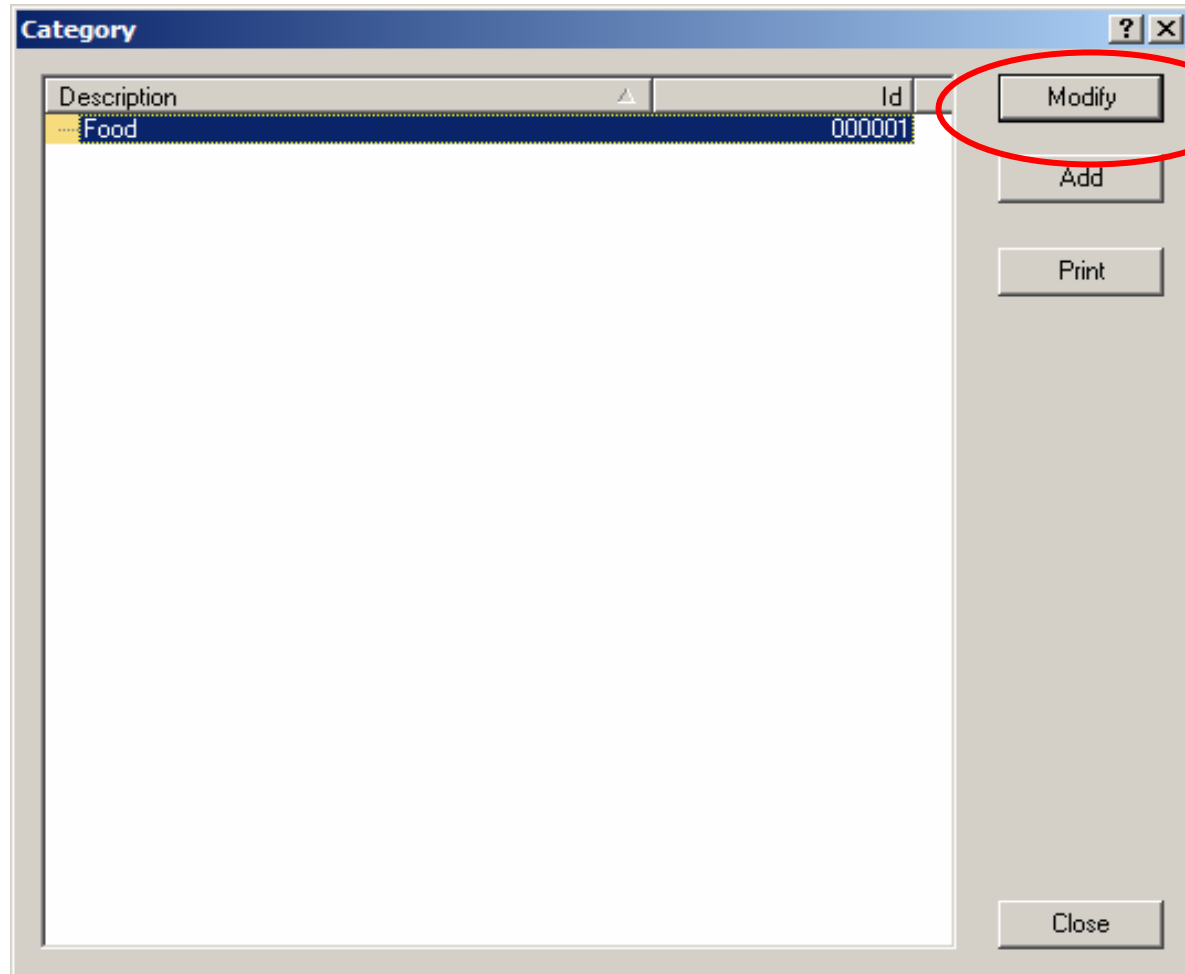 Category
Description Id
Food 000001
Modify
Add
Print
Close